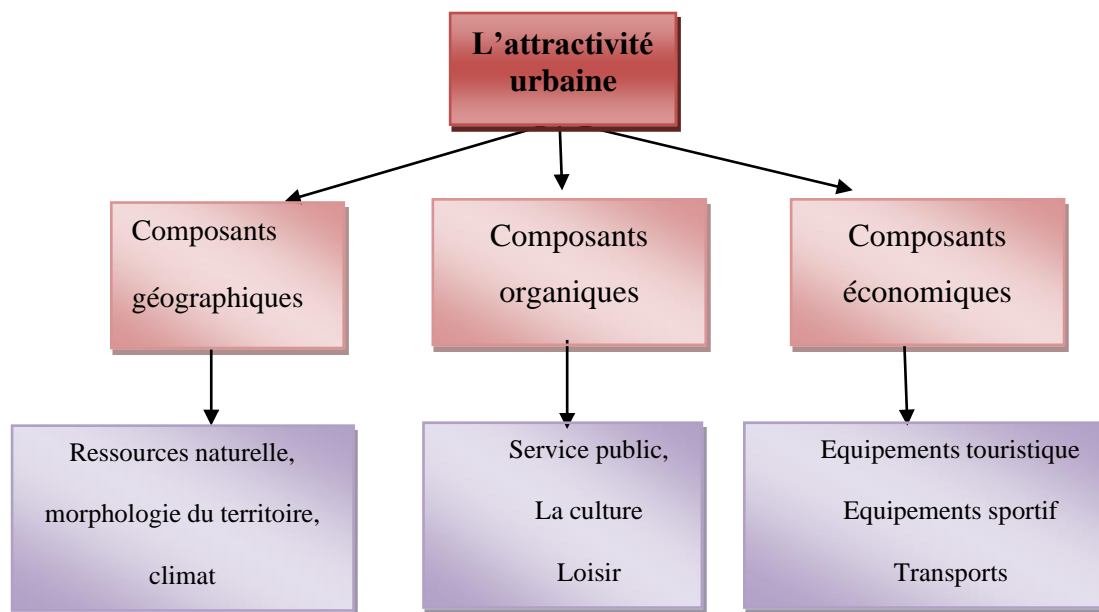 L'attractivité
urbaine
Composants
géographiques
Composants
organiques
Composants
économiques
Ressources naturelle,
morphologie du territoire,
climat
Service public,
La culture
Loisir
Equipements touristique
Equipements sportif
Transports